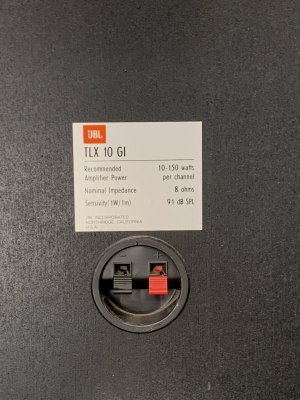 JBL
TLX 10 GI
Recommended 10-150 watts
Amplifier Power per channel
Nominal Impedance 8 ohms
Sensivity(1W/1m) 91 dB SPL
JBL INCORPORATED
NORTHRIDGE CALIFORNIA
U.S.A.
− +